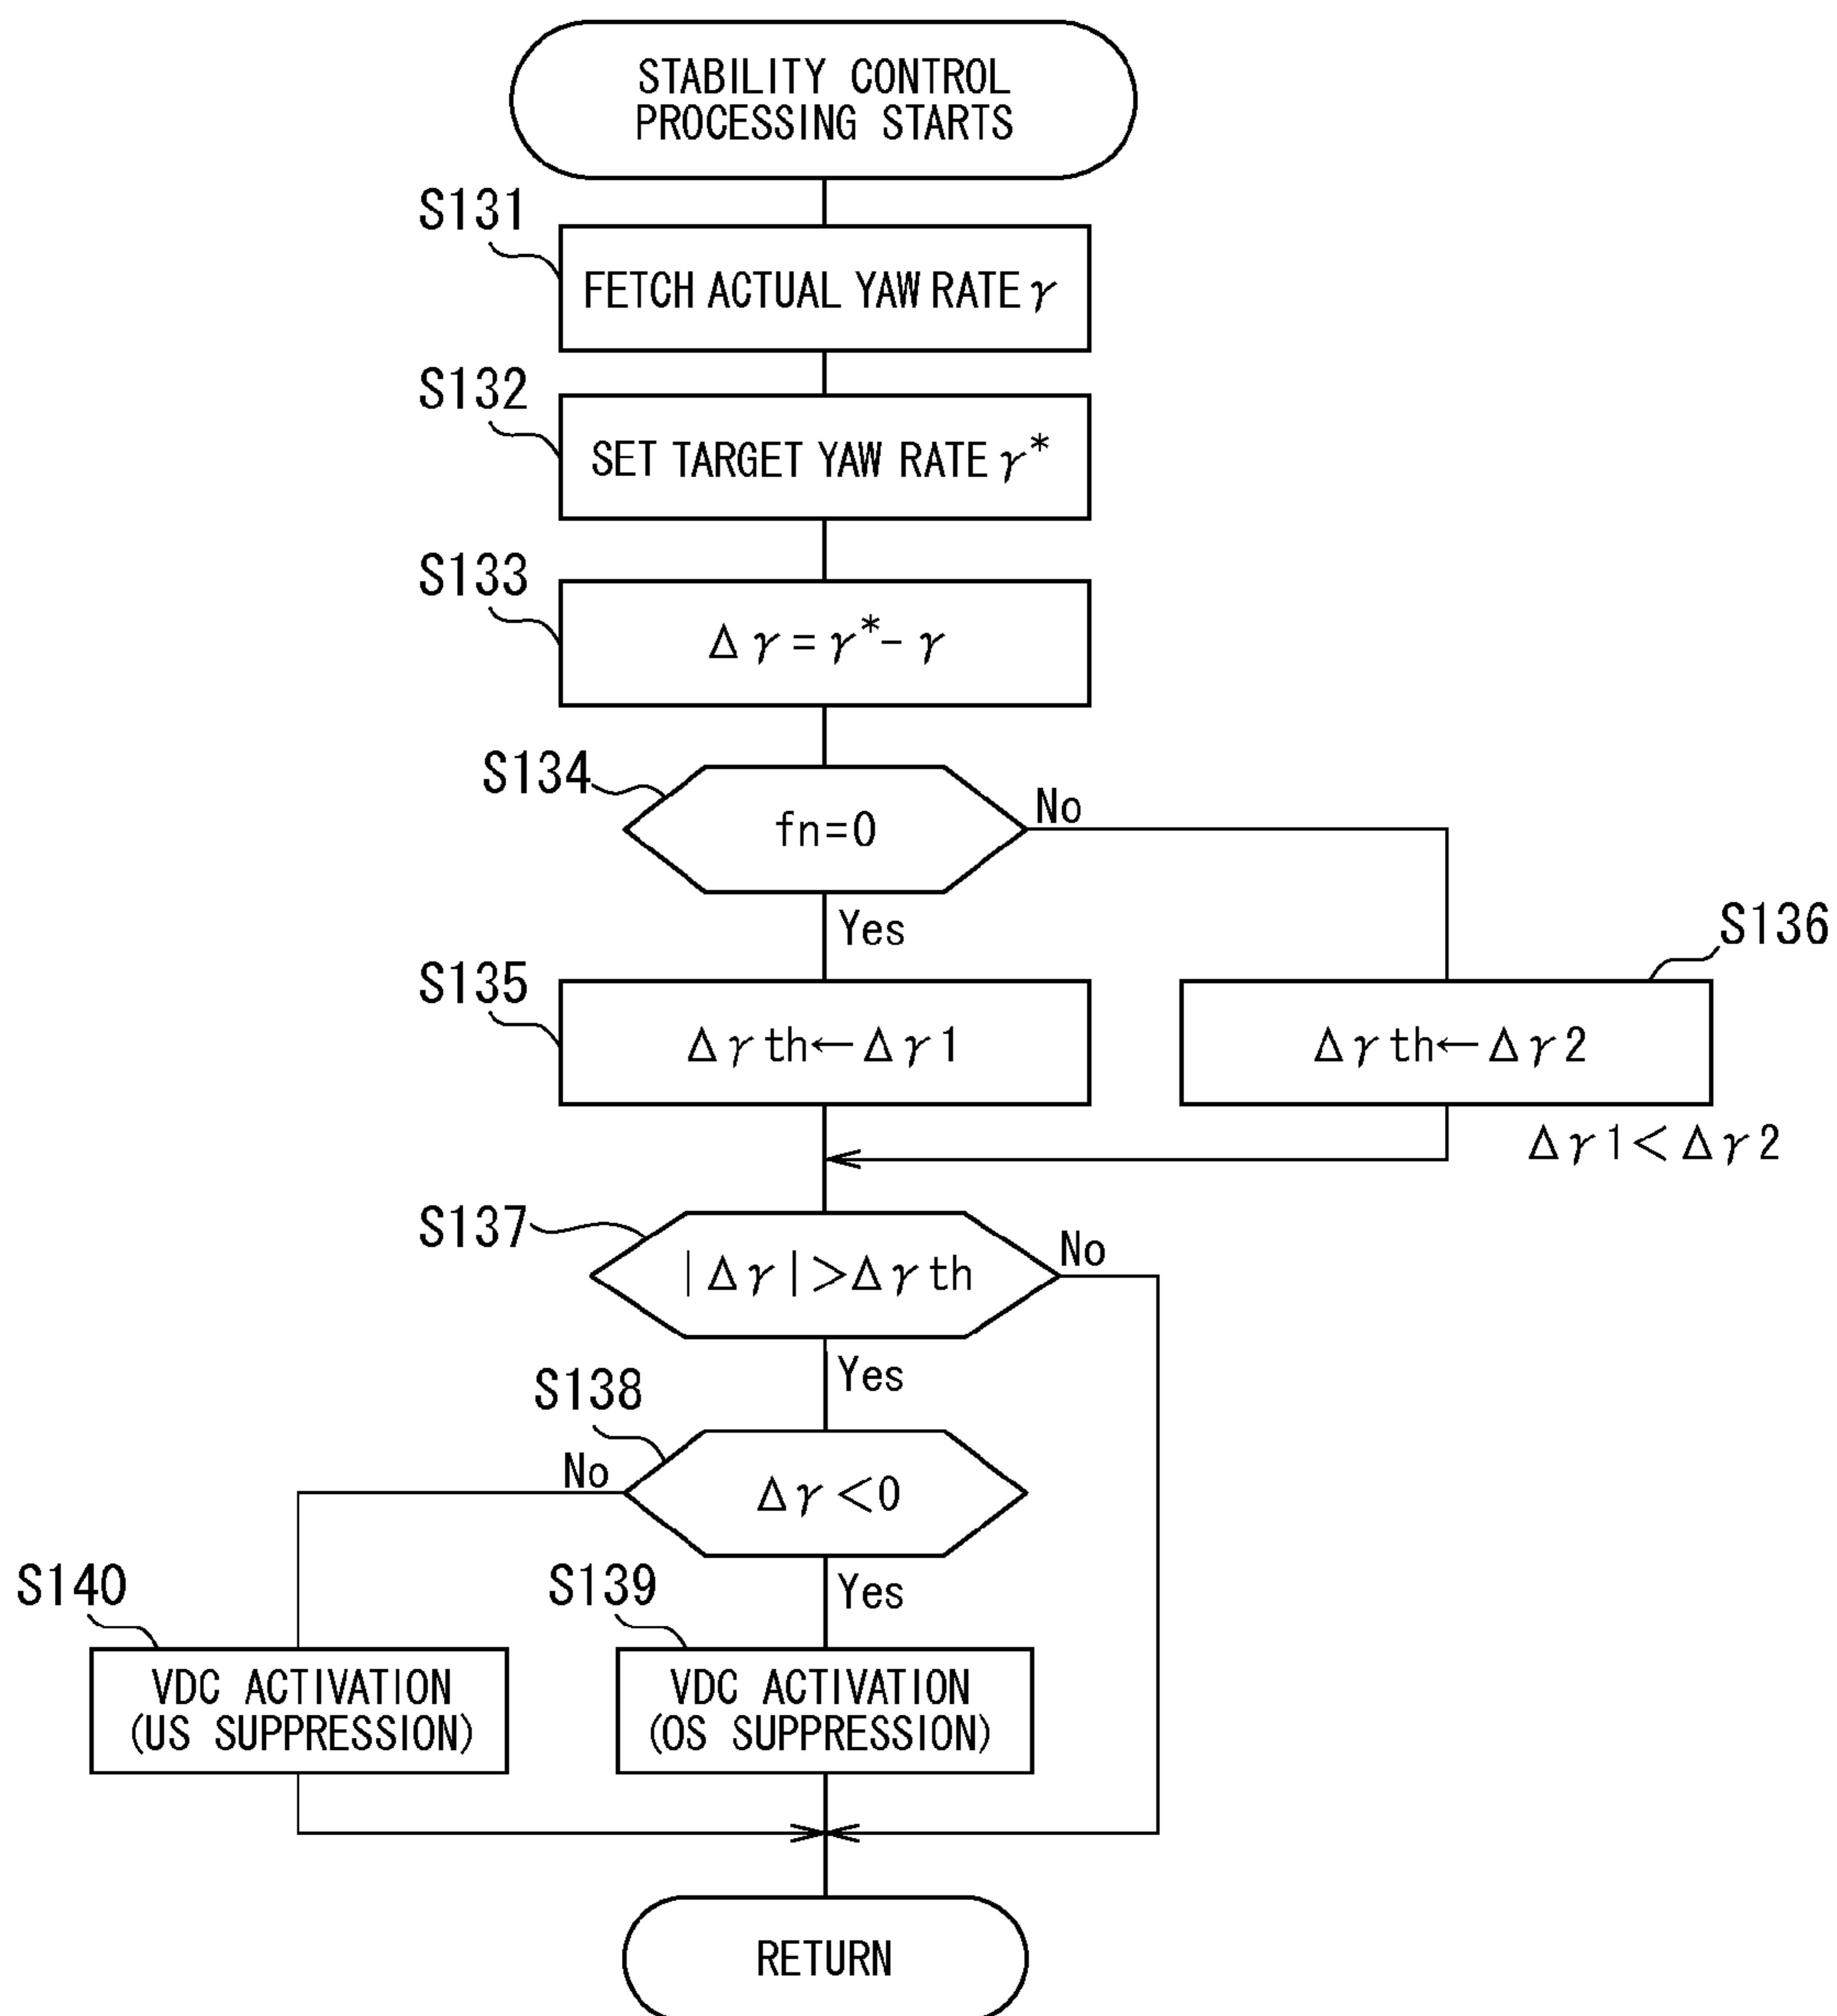 STABILITY CONTROL
PROCESSING STARTS
S131
FETCH ACTUAL YAW RATE γ
S132
SET TARGET YAW RATE γ*
S133
Δγ=γ*-γ
S134
fn=0
No
Yes
S135
Δγth←Δγ1
S136
Δγth←Δγ2
Δγ1<Δγ2
S137
|Δγ|>Δγth
No
Yes
S138
Δγ<0
No
Yes
S140
VDC ACTIVATION
(US SUPPRESSION)
S139
VDC ACTIVATION
(OS SUPPRESSION)
RETURN